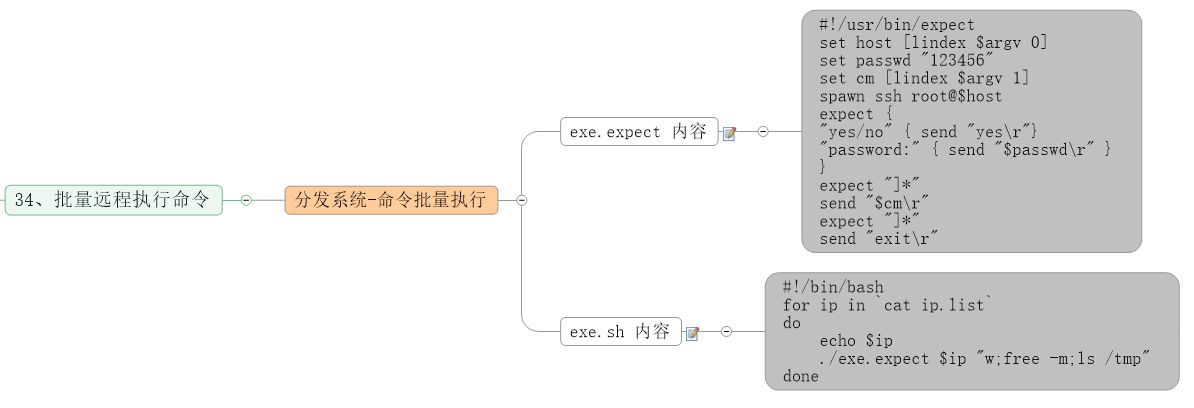 34、批量远程执行命令
分发系统-命令批量执行
exe.expect 内容
#!/usr/bin/expect
set host [lindex $argv 0]
set passwd "123456"
set cm [lindex $argv 1]
spawn ssh root@$host
expect {
"yes/no" { send "yes\r"}
"password:" { send "$passwd\r" }
}
expect "]*"
send "$cm\r"
expect "]*"
send "exit\r"
exe.sh 内容
#!/bin/bash
for ip in `cat ip.list`
do
    echo $ip
    ./exe.expect $ip "w;free -m;ls /tmp"
done